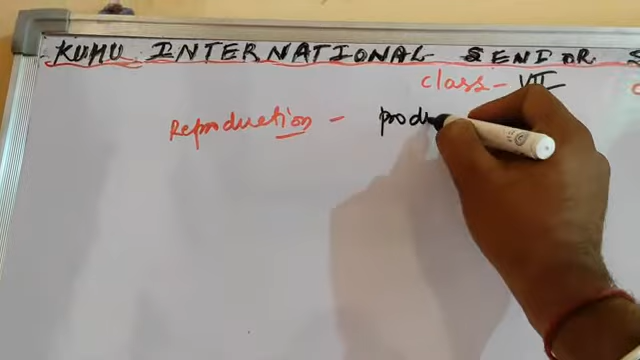 KUHU INTERNATIONAL SENIOR S
class - VII
Reproduction - produ